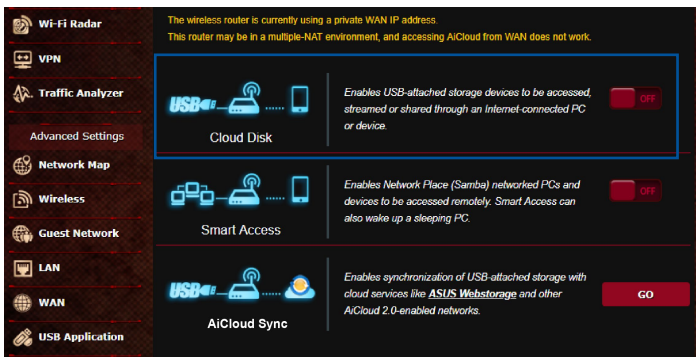 Wi-Fi Radar
VPN
Traffic Analyzer
Advanced Settings
Network Map
Wireless
Guest Network
LAN
WAN
USB Application
The wireless router is currently using a private WAN IP address.
This router may be in a multiple-NAT environment, and accessing AiCloud from WAN does not work.
USB
Cloud Disk
Enables USB-attached storage devices to be accessed,
streamed or shared through an Internet-connected PC
or device.
OFF
Smart Access
Enables Network Place (Samba) networked PCs and
devices to be accessed remotely. Smart Access can
also wake up a sleeping PC.
OFF
USB
AiCloud Sync
Enables synchronization of USB-attached storage with
cloud services like ASUS Webstorage and other
AiCloud 2.0-enabled networks.
GO